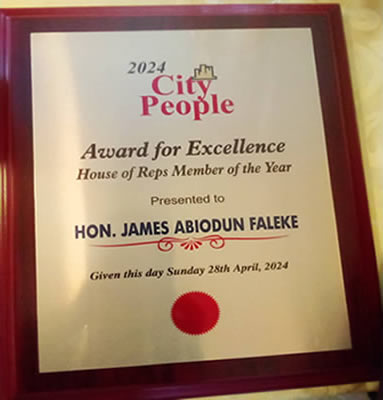 2024
City
People
Award for Excellence
House of Reps Member of the Year
Presented to
HON. JAMES ABIODUN FALEKE
Given this day Sunday 28th April, 2024